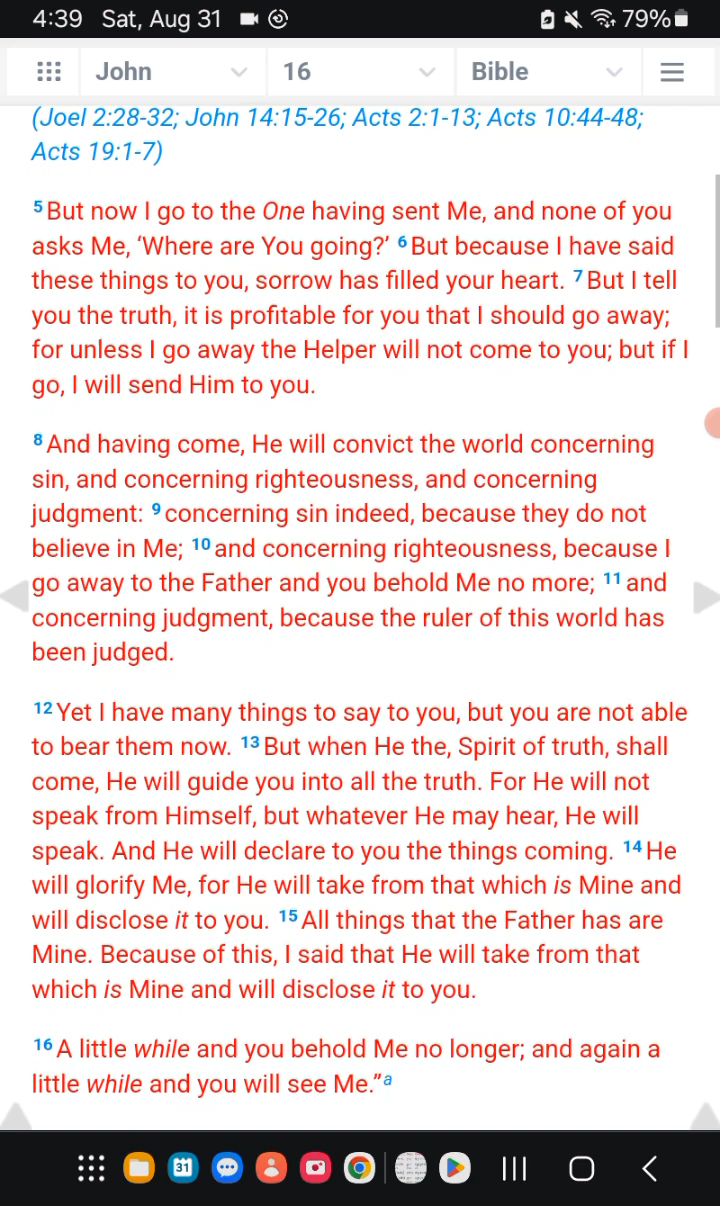 4:39 Sat, Aug 31 79%
John 16 Bible
(Joel 2:28-32; John 14:15-26; Acts 2:1-13; Acts 10:44-48;
Acts 19:1-7)
5 But now I go to the One having sent Me, and none of you
asks Me, ‘Where are You going?’ 6 But because I have said
these things to you, sorrow has filled your heart. 7 But I tell
you the truth, it is profitable for you that I should go away;
for unless I go away the Helper will not come to you; but if I
go, I will send Him to you.
8 And having come, He will convict the world concerning
sin, and concerning righteousness, and concerning
judgment: 9 concerning sin indeed, because they do not
believe in Me; 10 and concerning righteousness, because I
go away to the Father and you behold Me no more; 11 and
concerning judgment, because the ruler of this world has
been judged.
12 Yet I have many things to say to you, but you are not able
to bear them now. 13 But when He the, Spirit of truth, shall
come, He will guide you into all the truth. For He will not
speak from Himself, but whatever He may hear, He will
speak. And He will declare to you the things coming. 14 He
will glorify Me, for He will take from that which is Mine and
will disclose it to you. 15 All things that the Father has are
Mine. Because of this, I said that He will take from that
which is Mine and will disclose it to you.
16 A little while and you behold Me no longer; and again a
little while and you will see Me.” a
31